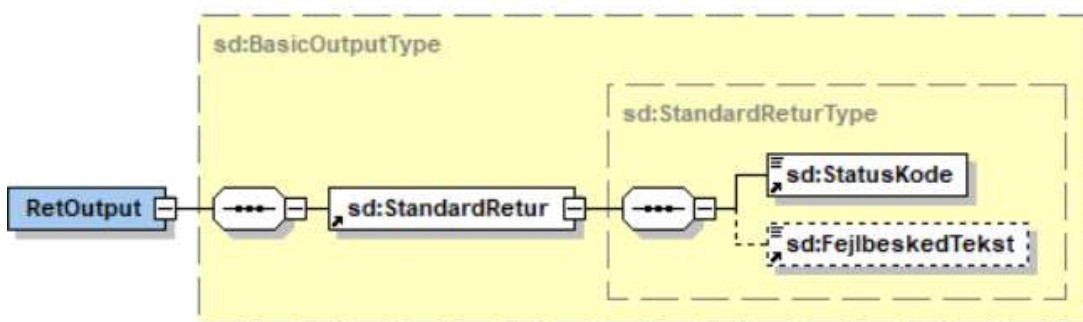 sd:BasicOutputType
sd:StandardReturType
sd:StatusKode
RetOutput
sd:StandardRetur
sd:FejlbeskedTekst